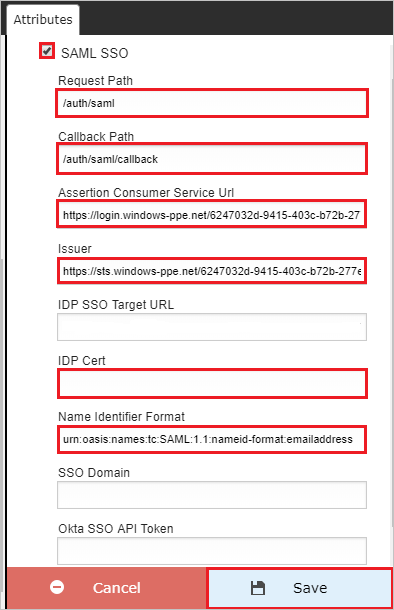 Attributes
SAML SSO
Request Path
/auth/saml
Callback Path
/auth/saml/callback
Assertion Consumer Service Url
https://login.windows-ppe.net/6247032d-9415-403c-b72b-27
Issuer
https://sts.windows-ppe.net/6247032d-9415-403c-b72b-277e
IDP SSO Target URL
IDP Cert
Name Identifier Format
urn:oasis:names:tc:SAML:1.1:nameid-format:emailaddress
SSO Domain
Okta SSO API Token
Cancel Save